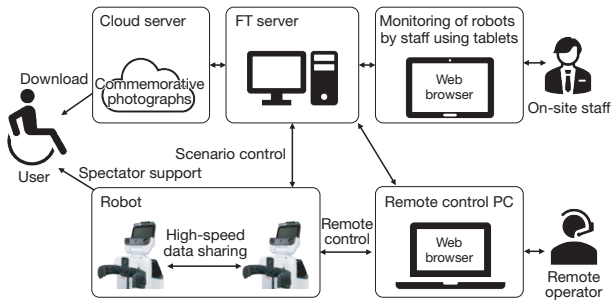 Cloud server
Commemorative
photographs
FT server
Monitoring of robots
by staff using tablets
Web
browser
On-site staff
Download
User
Spectator support
Scenario control
Robot
High-speed
data sharing
Remote
control
Remote control PC
Web
browser
Remote
operator